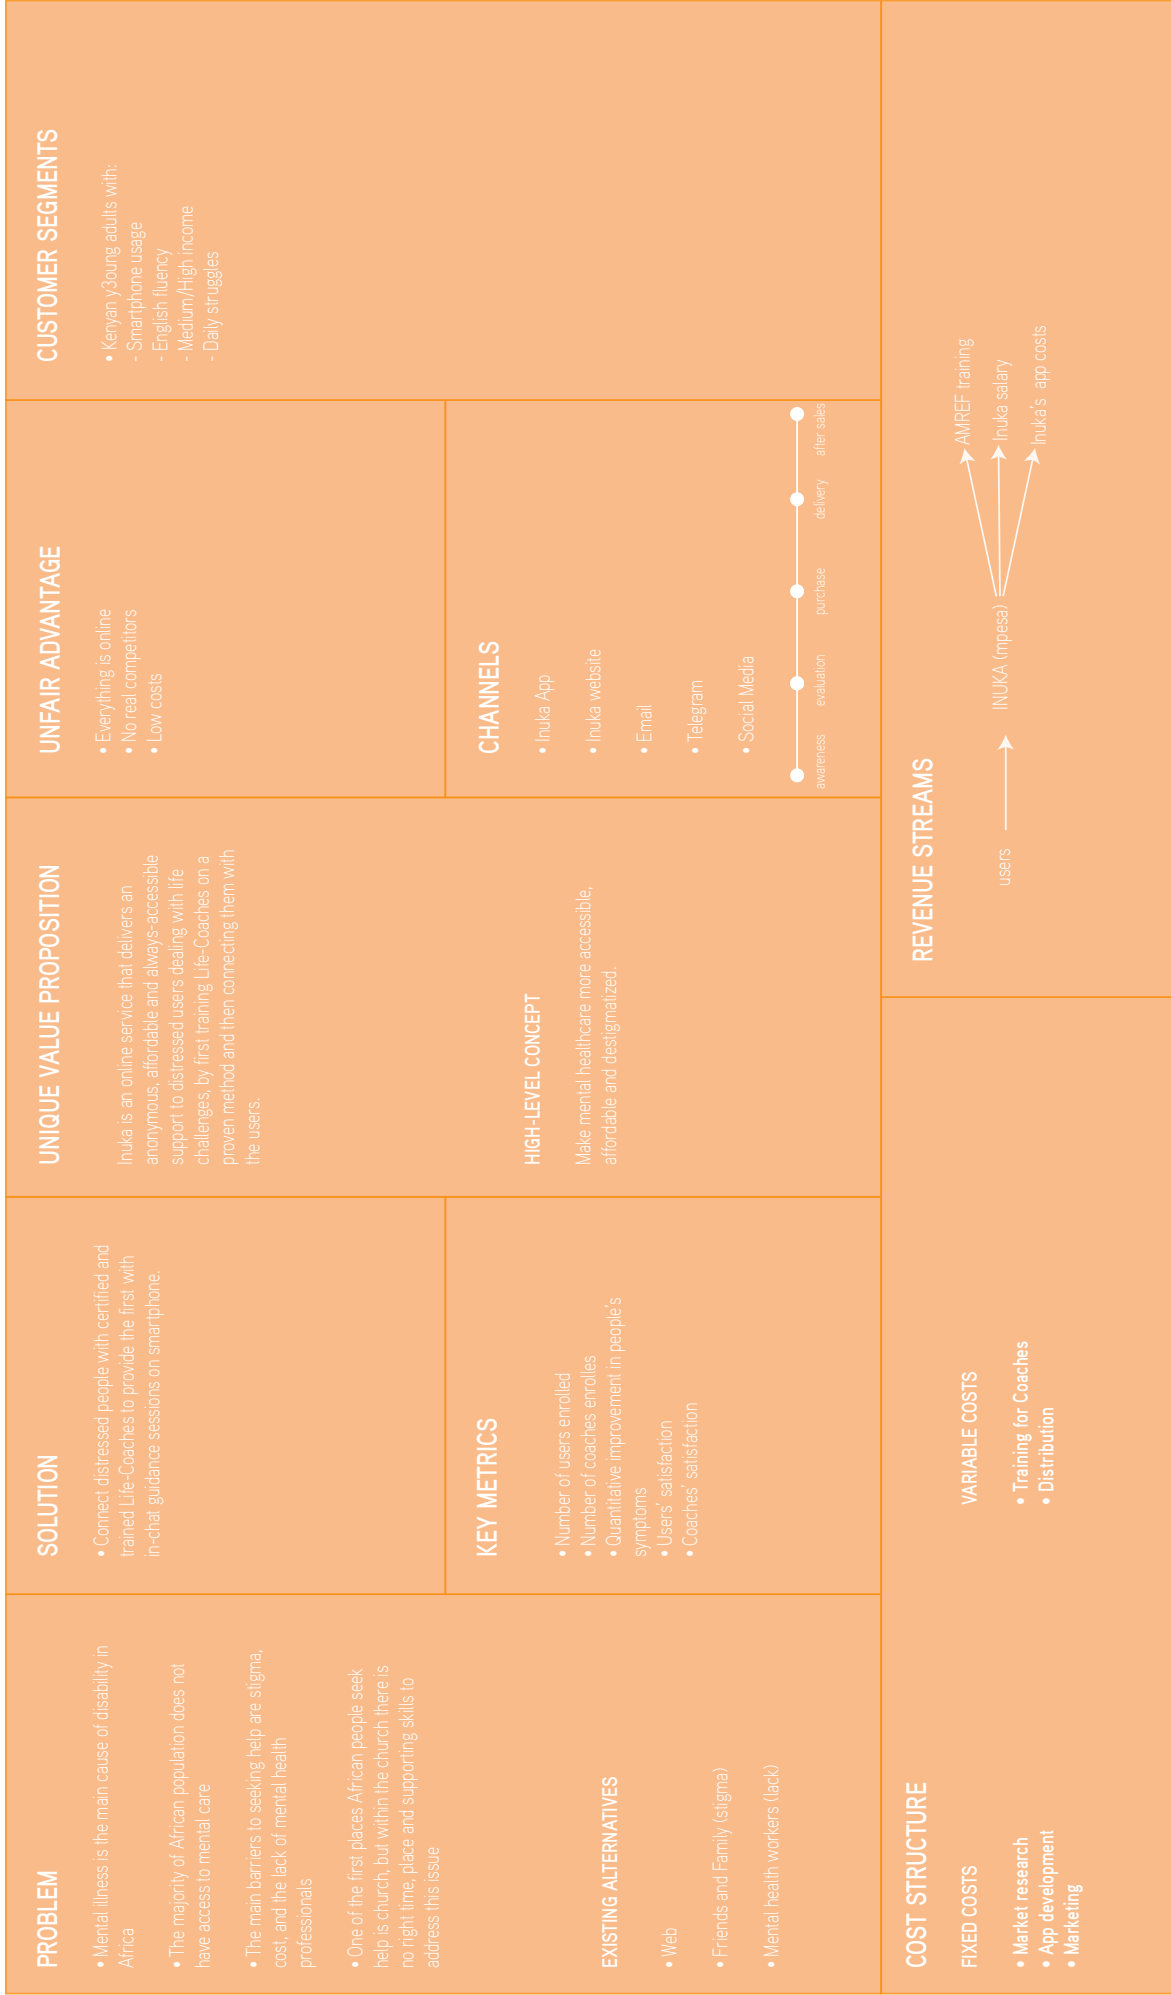 PROBLEM
• Mental illness is the main cause of disability in
Africa
• The majority of African population does not
have access to mental care
• The main barriers to seeking help are stigma,
cost, and the lack of mental health
professionals
• One of the first places African people seek
help is church, but within the church there is
no right time, place and supporting skills to
address this issue
EXISTING ALTERNATIVES
• Web
• Friends and Family (stigma)
• Mental health workers (lack)
SOLUTION
• Connect distressed people with certified and
trained Life-Coaches to provide the first with
in-chat guidance sessions on smartphone.
KEY METRICS
• Number of users enrolled
• Number of coaches enrolles
• Quantitative improvement in people's
symptoms
• Users' satisfaction
• Coaches' satisfaction
UNIQUE VALUE PROPOSITION
Inuka is an online service that delivers an
anonymous, affordable and always-accessible
support to distressed users dealing with life
challenges, by first training Life-Coaches on a
proven method and then connecting them with
the users.
HIGH-LEVEL CONCEPT
Make mental healthcare more accessible,
affordable and destigmatized.
UNFAIR ADVANTAGE
• Everything is online
• No real competitors
• Low costs
CHANNELS
• Inuka App
• Inuka website
• Email
• Telegram
• Social Media
awareness evaluation purchase delivery after sales
CUSTOMER SEGMENTS
• Kenyan y3oung adults with:
- Smartphone usage
- English fluency
- Medium/High income
- Daily struggles
COST STRUCTURE
FIXED COSTS
• Market research
• App development
• Marketing
VARIABLE COSTS
• Training for Coaches
• Distribution
REVENUE STREAMS
users
INUKA (mpesa)
AMREF training
Inuka salary
Inuka's app costs